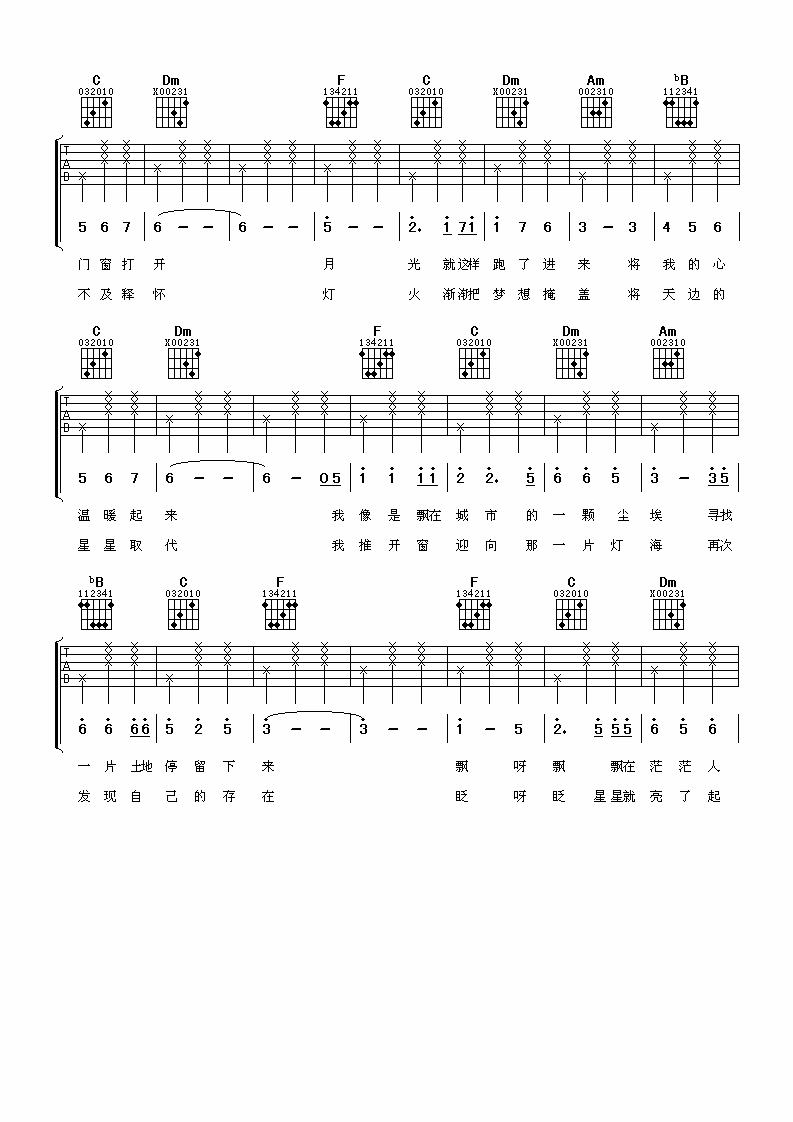 C Dm F C Dm Am ♭B
032010 X00231 134211 032010 X00231 002310 112341
T
A
B
5 6 7 | 6 - - | 6 - - | 5̇ - - | 2̇. 1̇ 71̇ | 1̇ 7 6 | 3 - 3 | 4 5 6
门窗打开 月 光 就这样跑了进来 将我的心
不及释怀 灯 火 渐渐把梦想掩盖 将天边的
C Dm F C Dm Am
032010 X00231 134211 032010 X00231 002310
T
A
B
5 6 7 | 6 - - | 6 - 05 | 1̇ 1̇ 1̇1̇ | 2̇ 2̇. 5̇ | 6̇ 6̇ 5̇ | 3̇ - 3̇5̇
温暖起来 我像是飘在城市的一颗尘埃 寻找
星星取代 我推开窗迎向那一片灯海 再次
♭B C F F C Dm
112341 032010 134211 134211 032010 X00231
T
A
B
6̇ 6̇ 6̇6̇ | 5̇ 2̇ 5̇ | 3̇ - - | 3̇ - - | 1̇ - 5 | 2̇. 5̇ 5̇5̇ | 6̇ 5̇ 6̇
一片土地停留下来 飘 呀飘 飘在茫茫人
发现自己的存在 眨 呀眨 星星就亮了起